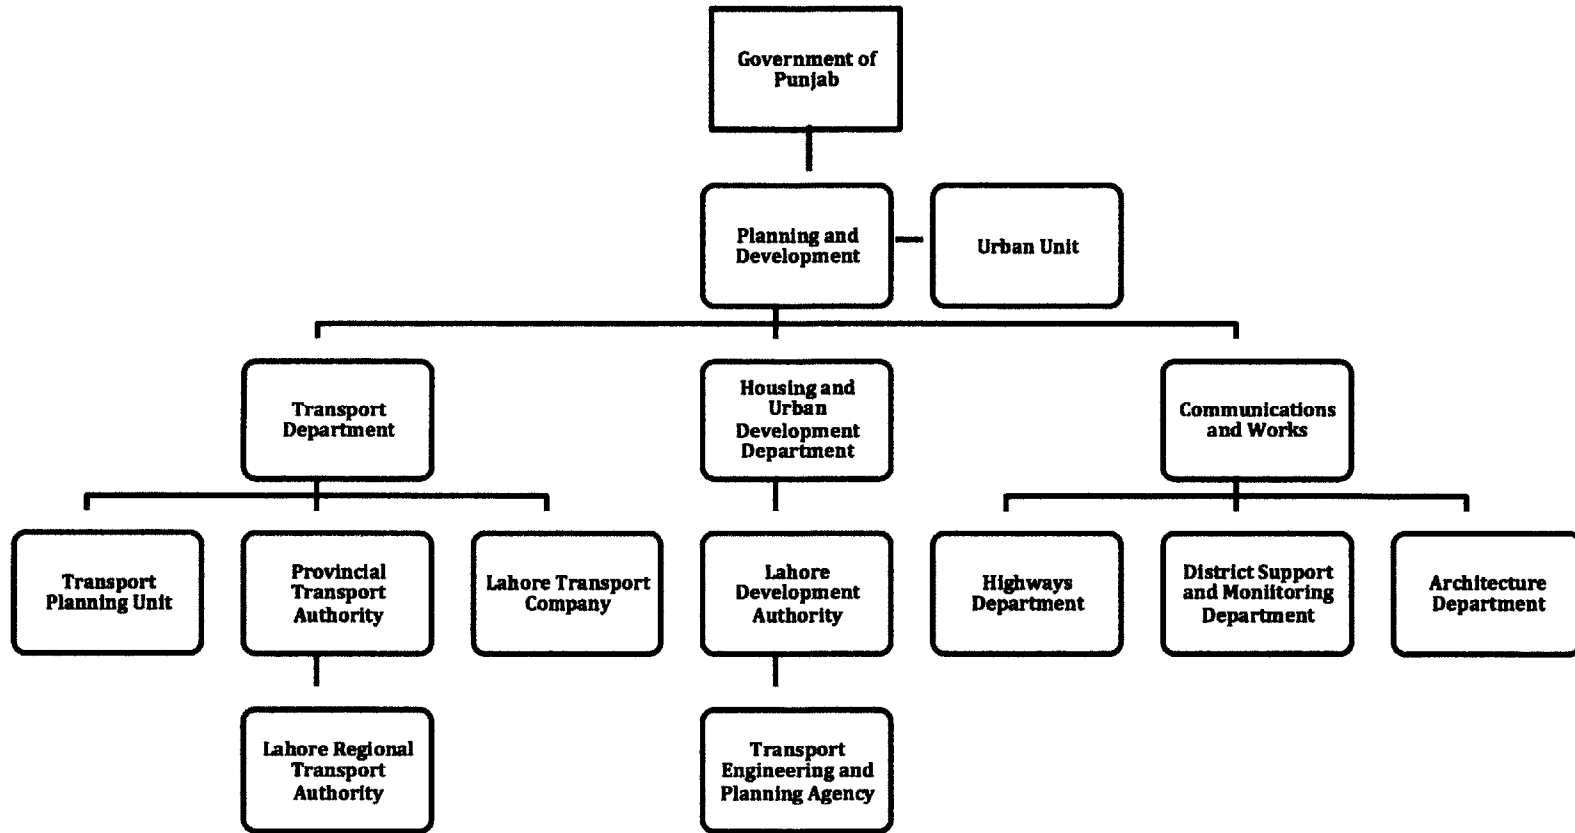 Government of
Punjab
Planning and
Development
Urban Unit
Transport
Department
Housing and
Urban
Development
Department
Communications
and Works
Transport
Planning Unit
Provincial
Transport
Authority
Lahore Transport
Company
Lahore
Development
Authority
Highways
Department
District Support
and Moniitoring
Department
Architecture
Department
Lahore Regional
Transport
Authority
Transport
Engineering and
Planning Agency